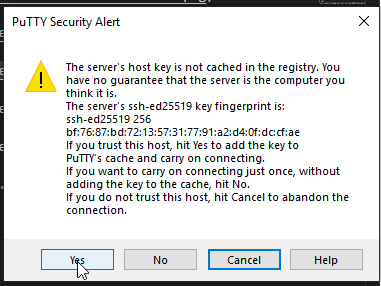 PuTTY Security Alert
The server's host key is not cached in the registry. You
have no guarantee that the server is the computer you
think it is.
The server's ssh-ed25519 key fingerprint is:
ssh-ed25519 256
bf:76:87:bd:72:13:57:31:77:91:a2:d4:0f:dc:cf:ae
If you trust this host, hit Yes to add the key to
PuTTY's cache and carry on connecting.
If you want to carry on connecting just once, without
adding the key to the cache, hit No.
If you do not trust this host, hit Cancel to abandon the
connection.
Yes No Cancel Help